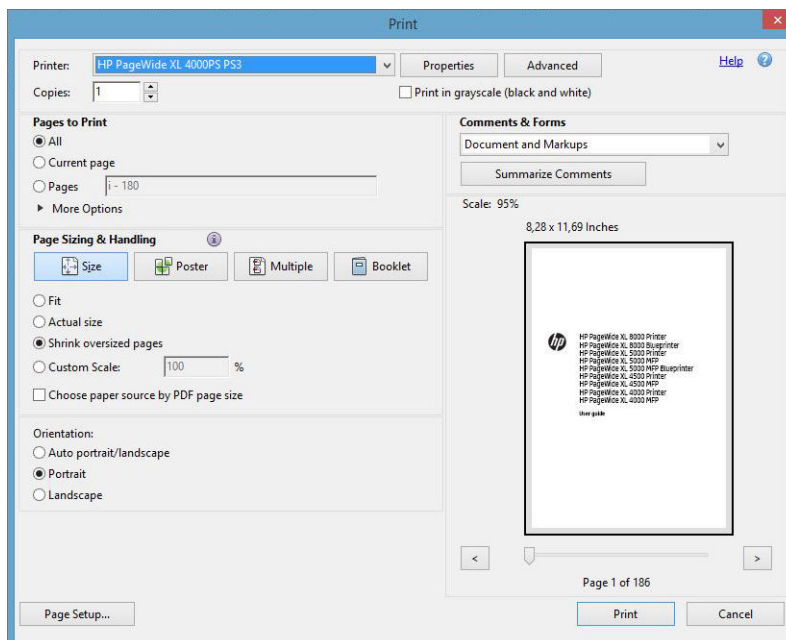 Print
Printer: HP PageWide XL 4000PS PS3 Properties Advanced Help ?
Copies: 1 Print in grayscale (black and white)
Pages to Print
All
Current page
Pages i - 180
More Options
Page Sizing & Handling i
Size Poster Multiple Booklet
Fit
Actual size
Shrink oversized pages
Custom Scale: 100 %
Choose paper source by PDF page size
Orientation:
Auto portrait/landscape
Portrait
Landscape
Comments & Forms
Document and Markups
Summarize Comments
Scale: 95%
8,28 x 11,69 Inches
hp
HP PageWide XL 8000 Printer
HP PageWide XL 8000 Blueprinter
HP PageWide XL 5000 Printer
HP PageWide XL 5000 MFP
HP PageWide XL 5000 MFP Blueprinter
HP PageWide XL 4500 Printer
HP PageWide XL 4500 MFP
HP PageWide XL 4000 Printer
HP PageWide XL 4000 MFP
User guide
< >
Page 1 of 186
Page Setup... Print Cancel